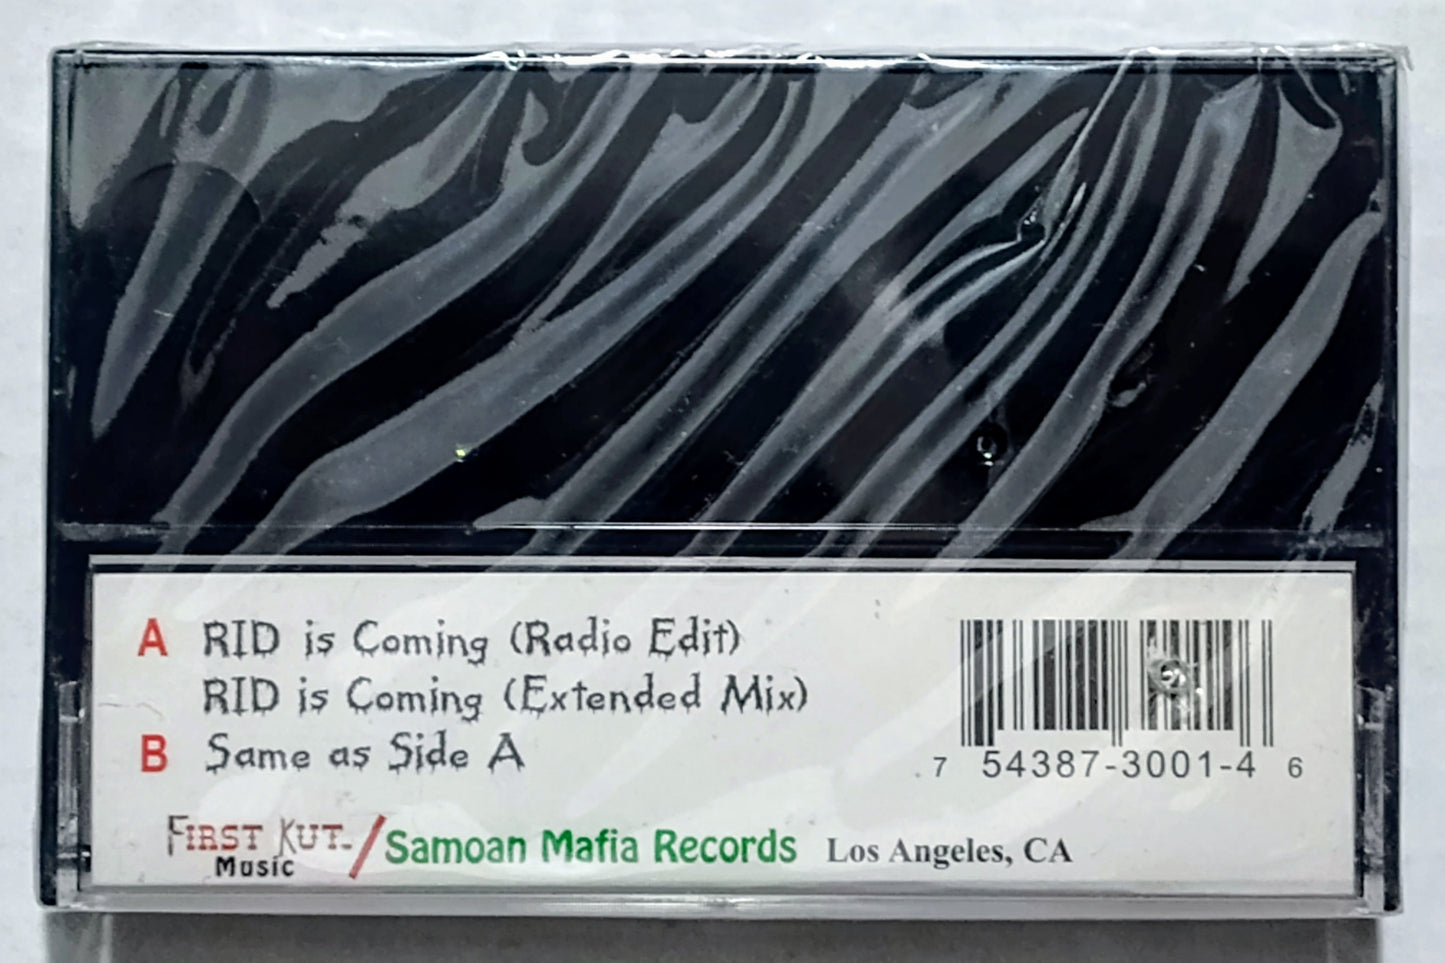 A RID is Coming (Radio Edit)
RID is Coming (Extended Mix)
B Same as Side A
7 54387-3001-4 6
FIRST KUT / Samoan Mafia Records Los Angeles, CA
Music